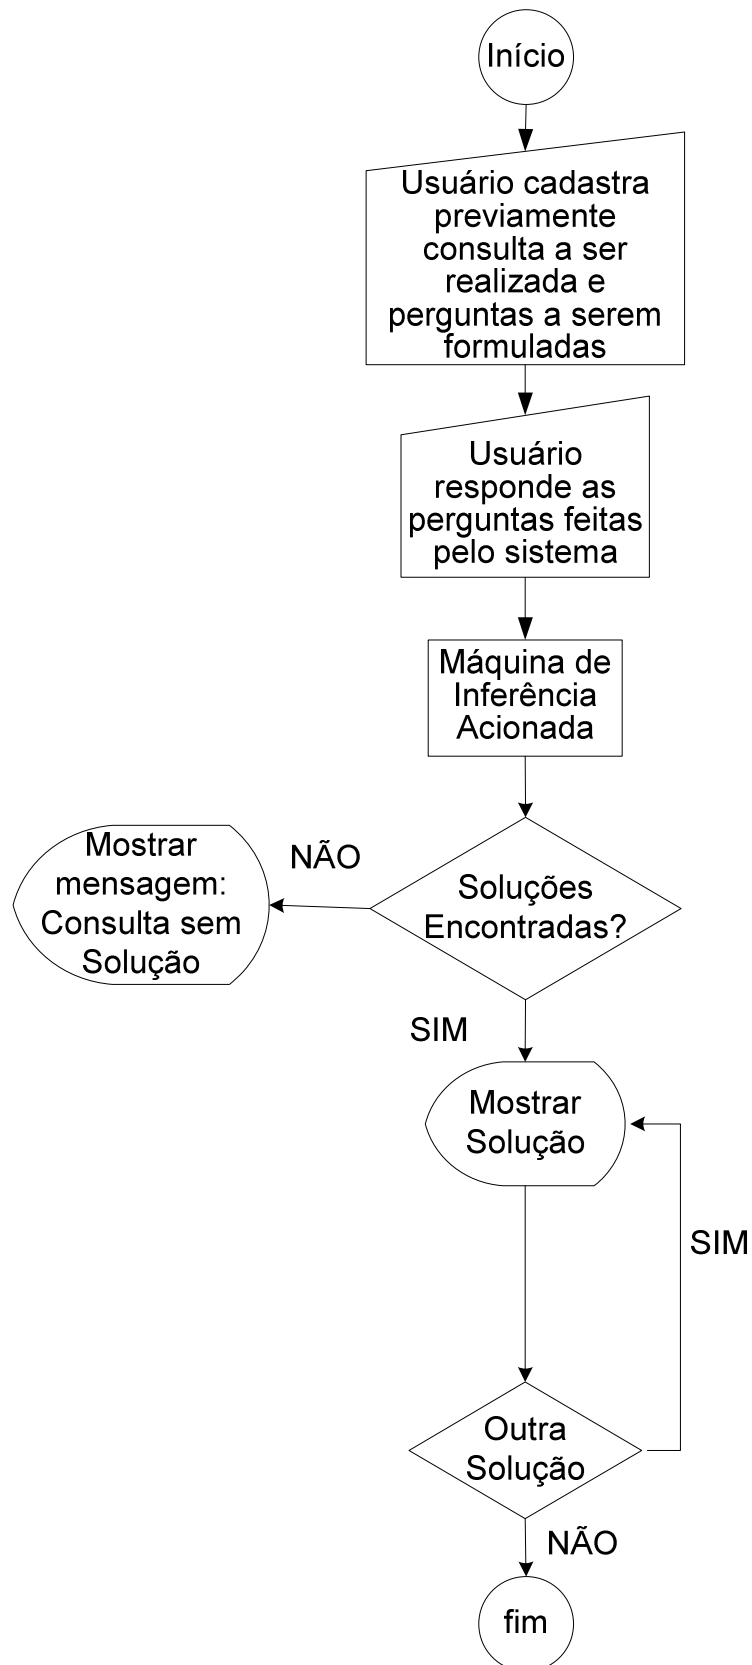 Início
Usuário cadastra
previamente
consulta a ser
realizada e
perguntas a serem
formuladas
Usuário
responde as
perguntas feitas
pelo sistema
Máquina de
Inferência
Acionada
Soluções
Encontradas?
NÃO
Mostrar
mensagem:
Consulta sem
Solução
SIM
Mostrar
Solução
SIM
Outra
Solução
NÃO
fim